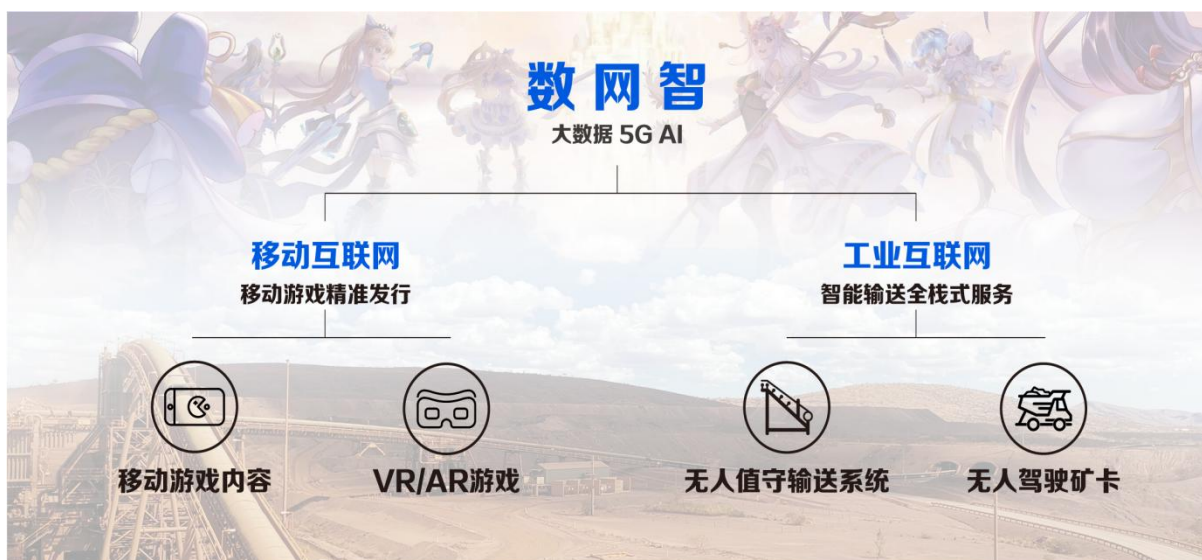 数网智
大数据 5G AI
移动互联网
移动游戏精准发行
工业互联网
智能输送全栈式服务
移动游戏内容
VR/AR游戏
无人值守输送系统
无人驾驶矿卡